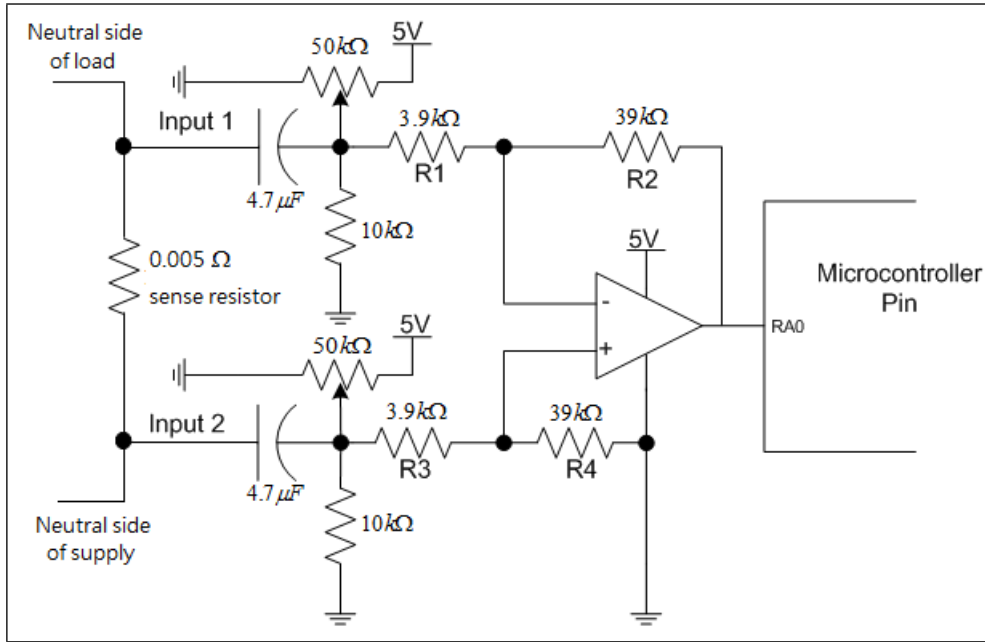 Neutral side
of load
50kΩ
5V
Input 1
3.9kΩ
39kΩ
R1
R2
4.7μF
10kΩ
0.005 Ω
sense resistor
5V
Microcontroller
Pin
-
RA0
+
50kΩ
5V
Input 2
3.9kΩ
39kΩ
R3
R4
4.7μF
10kΩ
Neutral side
of supply